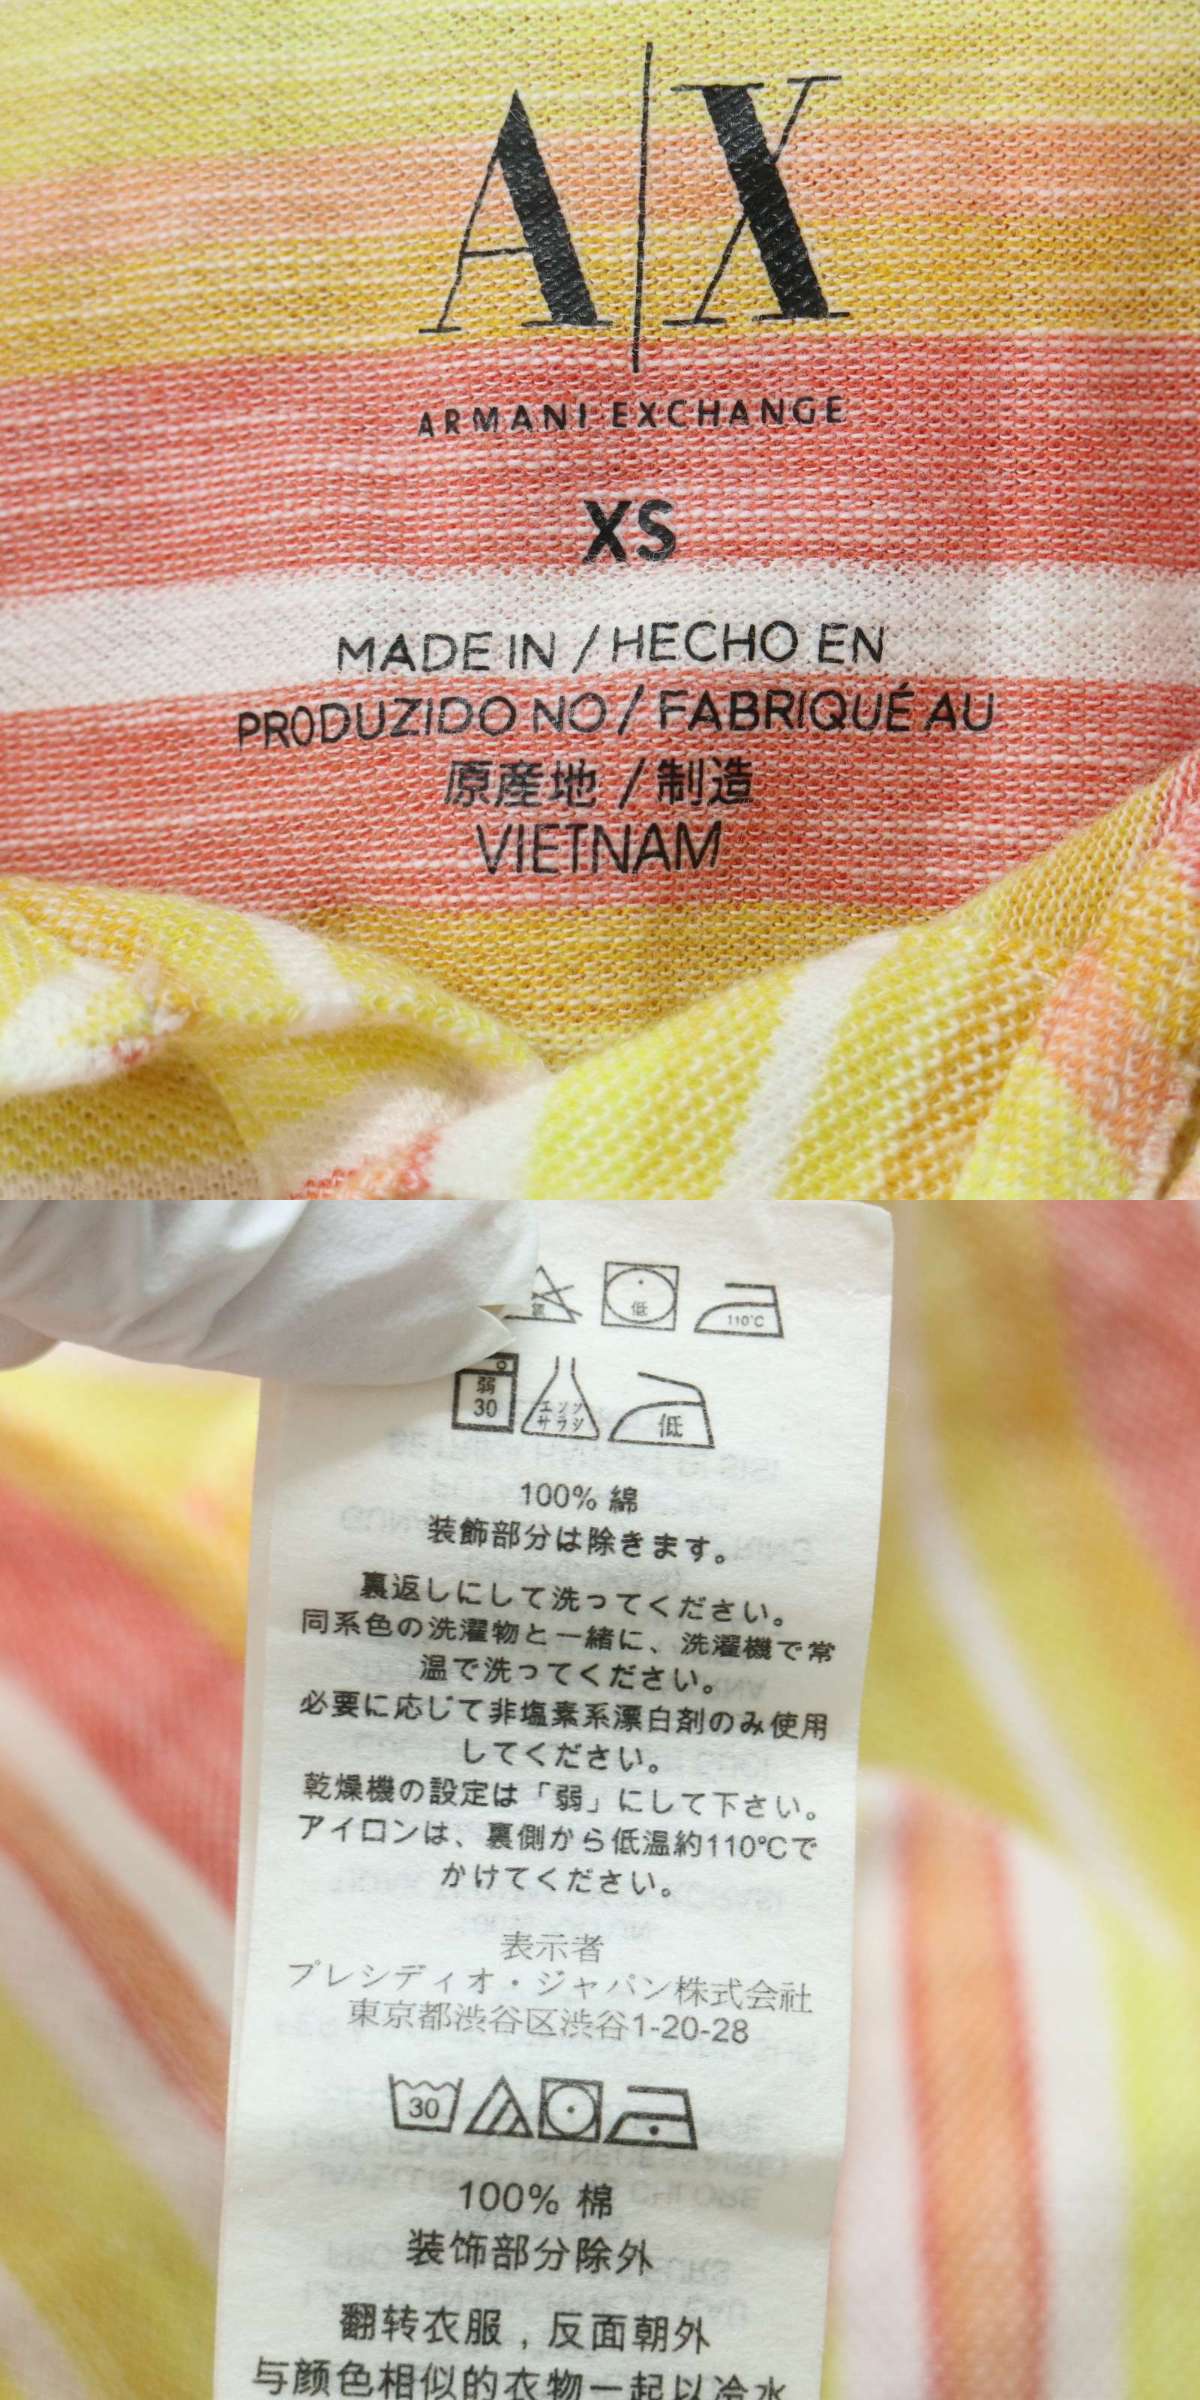 A|X
ARMANI EXCHANGE
XS
MADE IN / HECHO EN
PRODUZIDO NO / FABRIQUÉ AU
原産地 / 制造
VIETNAM
低 110℃
弱 30 エンソ サラシ 低
100% 綿
装飾部分は除きます。
裏返しにして洗ってください。
同系色の洗濯物と一緒に、洗濯機で常
温で洗ってください。
必要に応じて非塩素系漂白剤のみ使用
してください。
乾燥機の設定は「弱」にして下さい。
アイロンは、裏側から低温約110℃で
かけてください。
表示者
プレシディオ・ジャパン株式会社
東京都渋谷区渋谷1-20-28
30
100% 棉
装饰部分除外
翻转衣服，反面朝外
与颜色相似的衣物一起以冷水